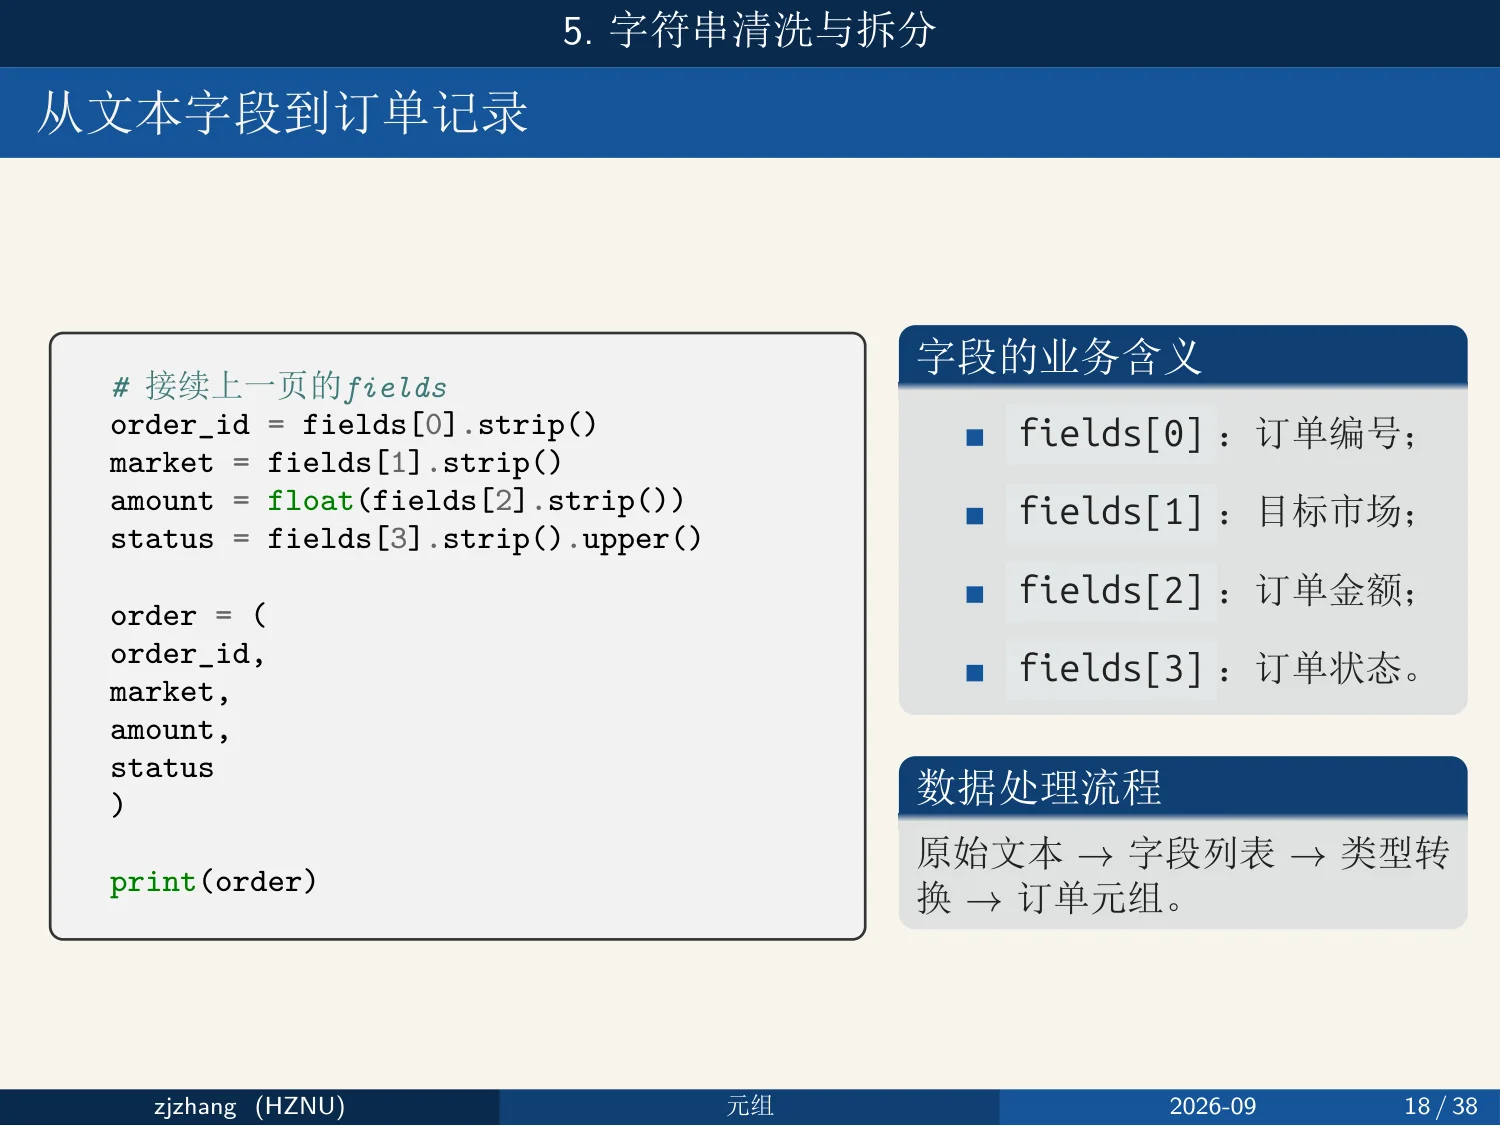 5. 字符串清洗与拆分
从文本字段到订单记录
# 接续上一页的fields
order_id = fields[0].strip()
market = fields[1].strip()
amount = float(fields[2].strip())
status = fields[3].strip().upper()
order = (
order_id,
market,
amount,
status
)
print(order)
字段的业务含义
fields[0]：订单编号；
fields[1]：目标市场；
fields[2]：订单金额；
fields[3]：订单状态。
数据处理流程
原始文本 → 字段列表 → 类型转
换 → 订单元组。
zjzhang (HZNU)
元组
2026-09
18 / 38